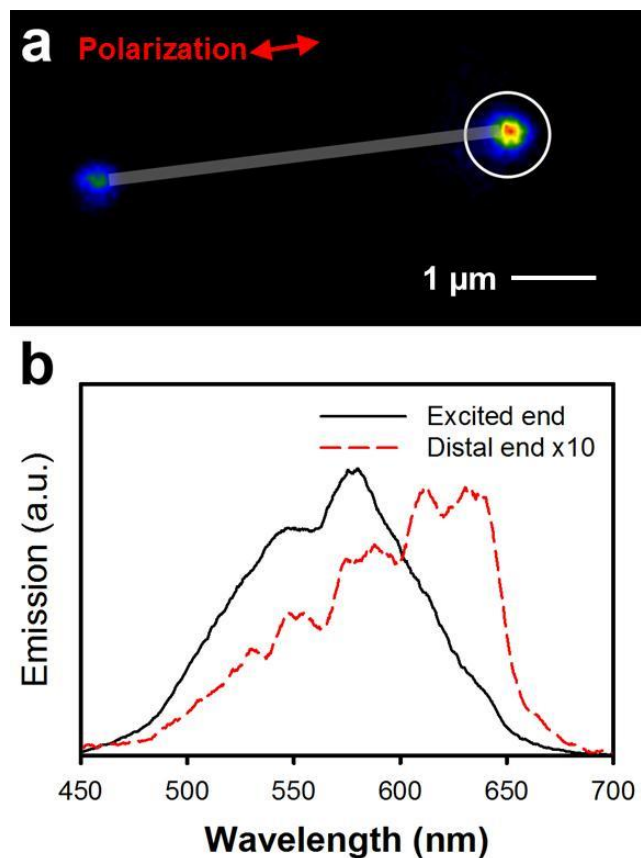 a
Polarization
1 µm
b
Excited end
Distal end x10
Emission (a.u.)
450 500 550 600 650 700
Wavelength (nm)